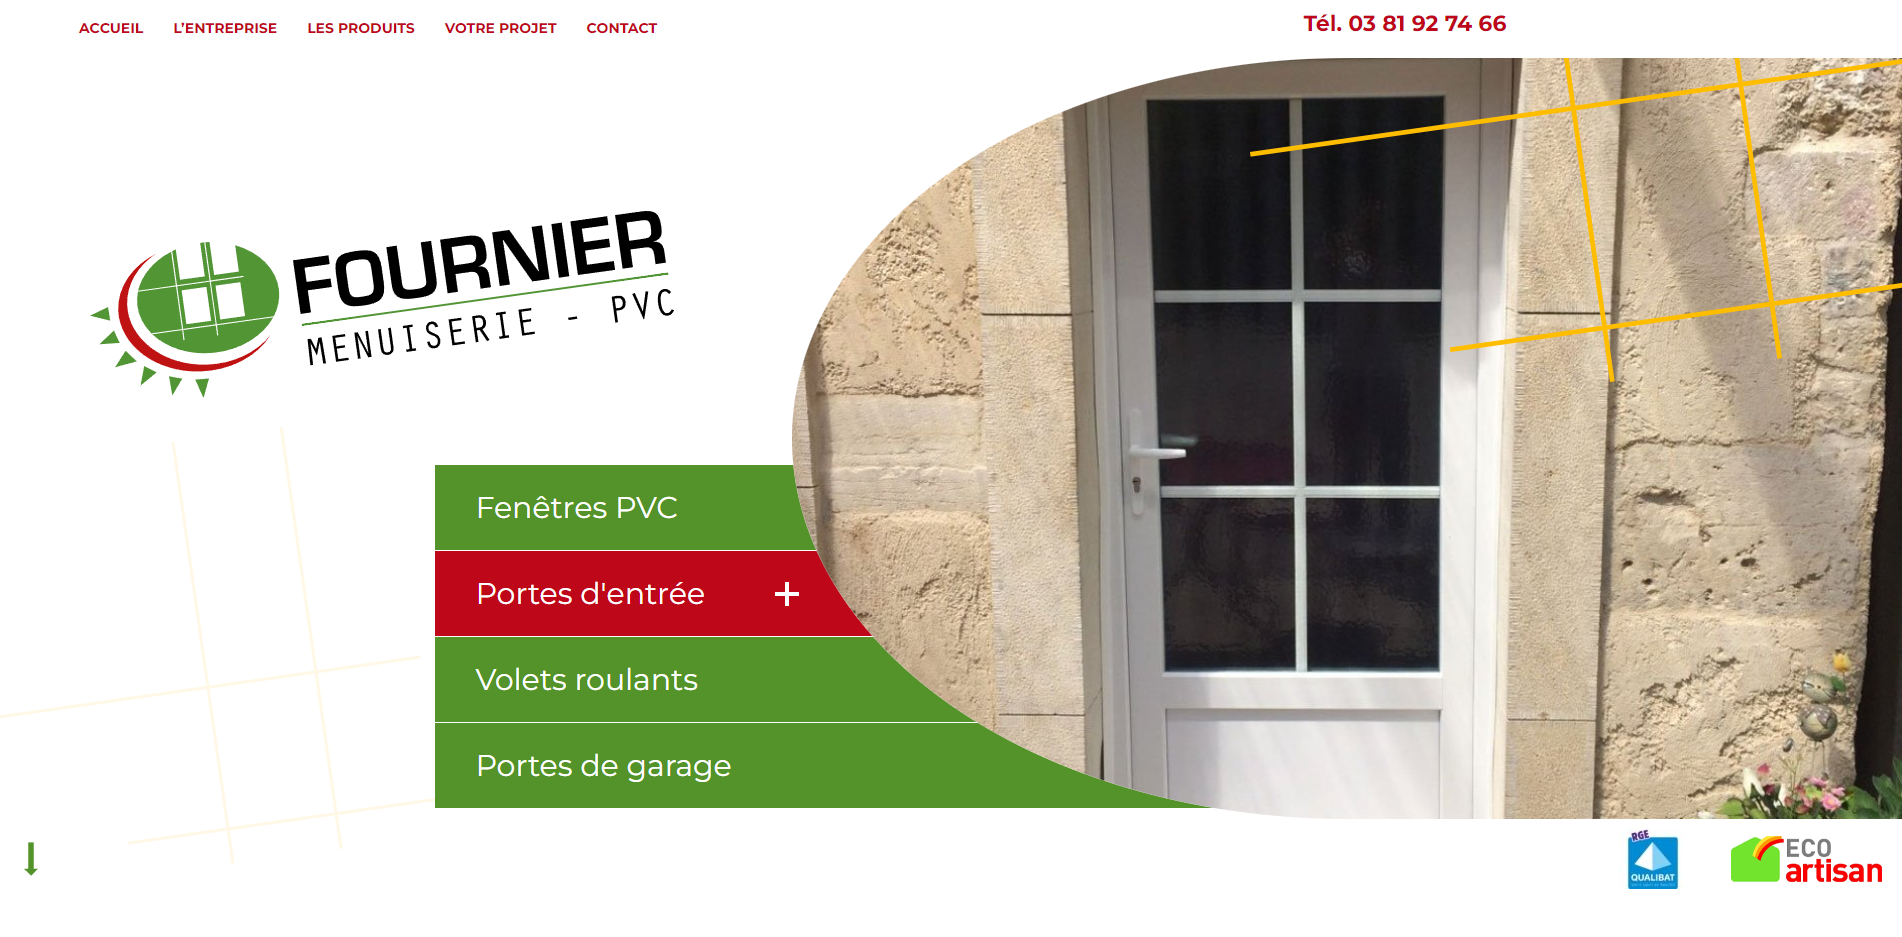 ACCUEIL L'ENTREPRISE LES PRODUITS VOTRE PROJET CONTACT
Tél. 03 81 92 74 66
FOURNIER
MENUISERIE - PVC
Fenêtres PVC
Portes d'entrée +
Volets roulants
Portes de garage
RGE
QUALIBAT
ECO
artisan